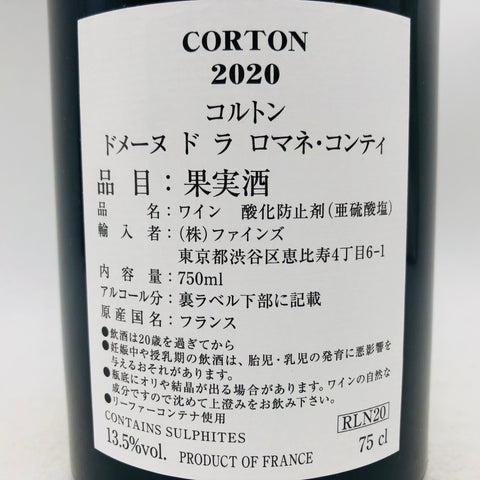 CORTON
2020
コルトン
ドメーヌ ド ラ ロマネ・コンティ
品 目：果実酒
品 名：ワイン 酸化防止剤(亜硫酸塩)
輸 入 者：(株)ファインズ
東京都渋谷区恵比寿4丁目6-1
内 容 量：750ml
アルコール分：裏ラベル下部に記載
原 産 国 名：フランス
●飲酒は20歳を過ぎてから
●妊娠中や授乳期の飲酒は、胎児・乳児の発育に悪影響を
与えるおそれがあります。
●瓶底にオリや結晶が出る場合があります。ワインの自然な
成分ですので沈めて上澄みをお飲み下さい。
●リーファーコンテナ使用
CONTAINS SULPHITES
RLN20
13.5%vol. PRODUCT OF FRANCE 75 cl